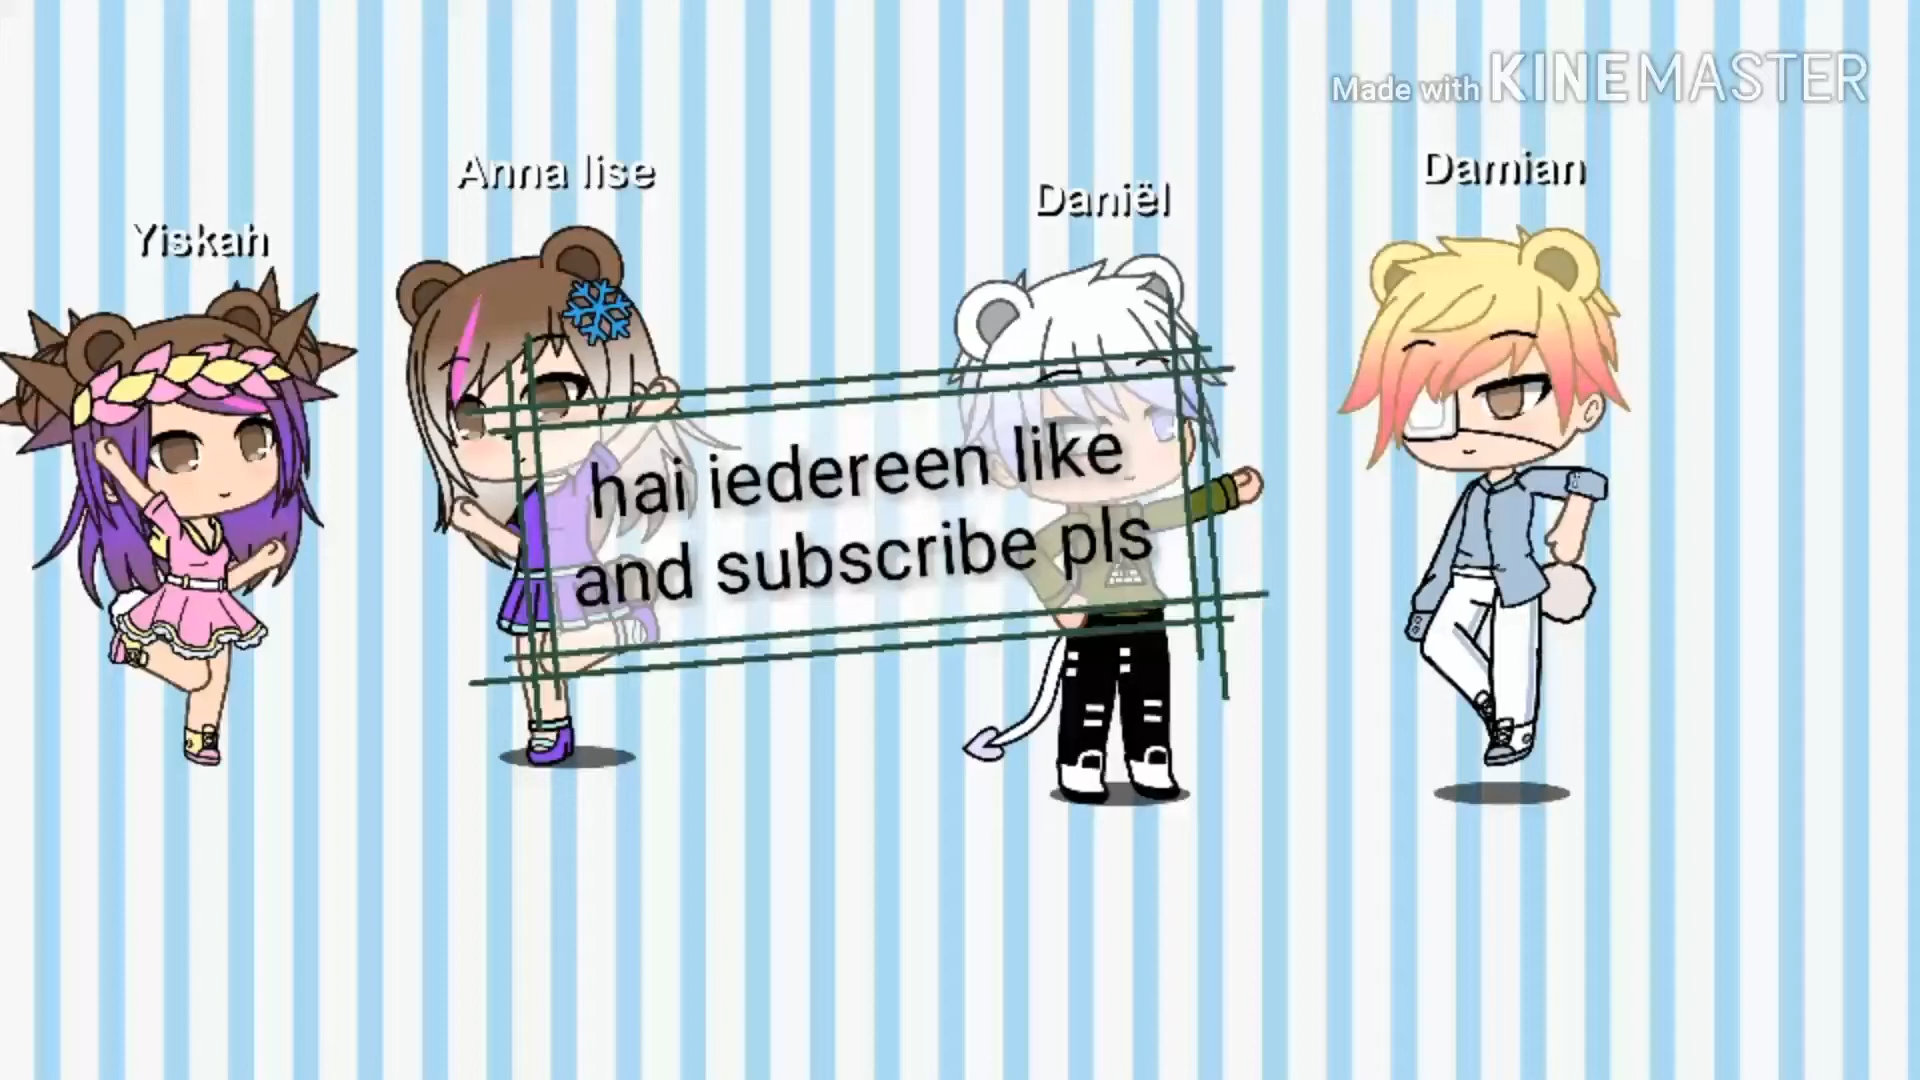 Made with KINEMASTER
Anna lise
Damian
Daniël
Yiskah
hai iedereen like
and subscribe pls